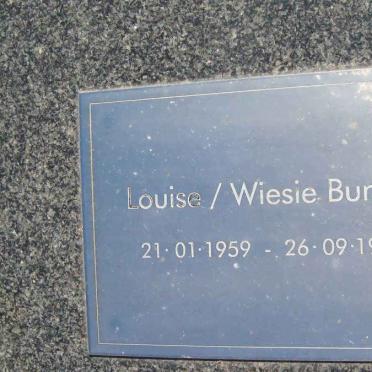 Louise / Wiesie Bur
21·01·1959 - 26·09·19